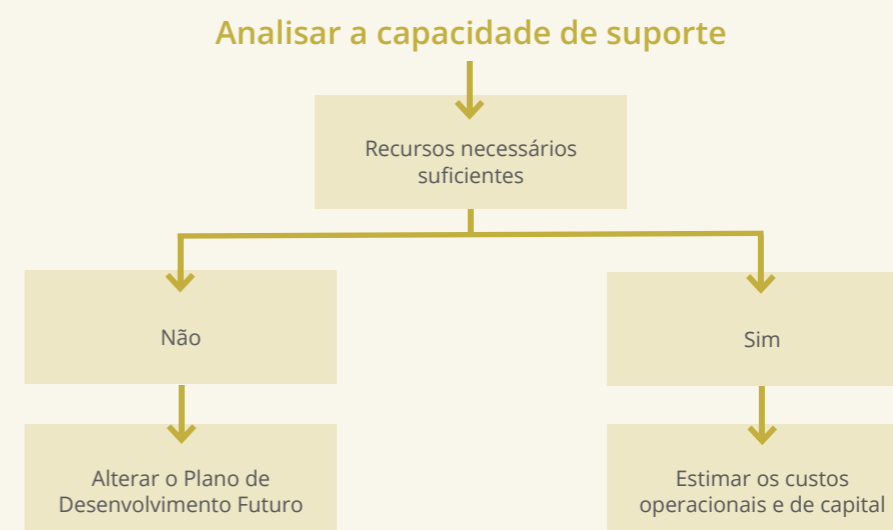 Analisar a capacidade de suporte
Recursos necessários
suficientes
Não
Sim
Alterar o Plano de
Desenvolvimento Futuro
Estimar os custos
operacionais e de capital